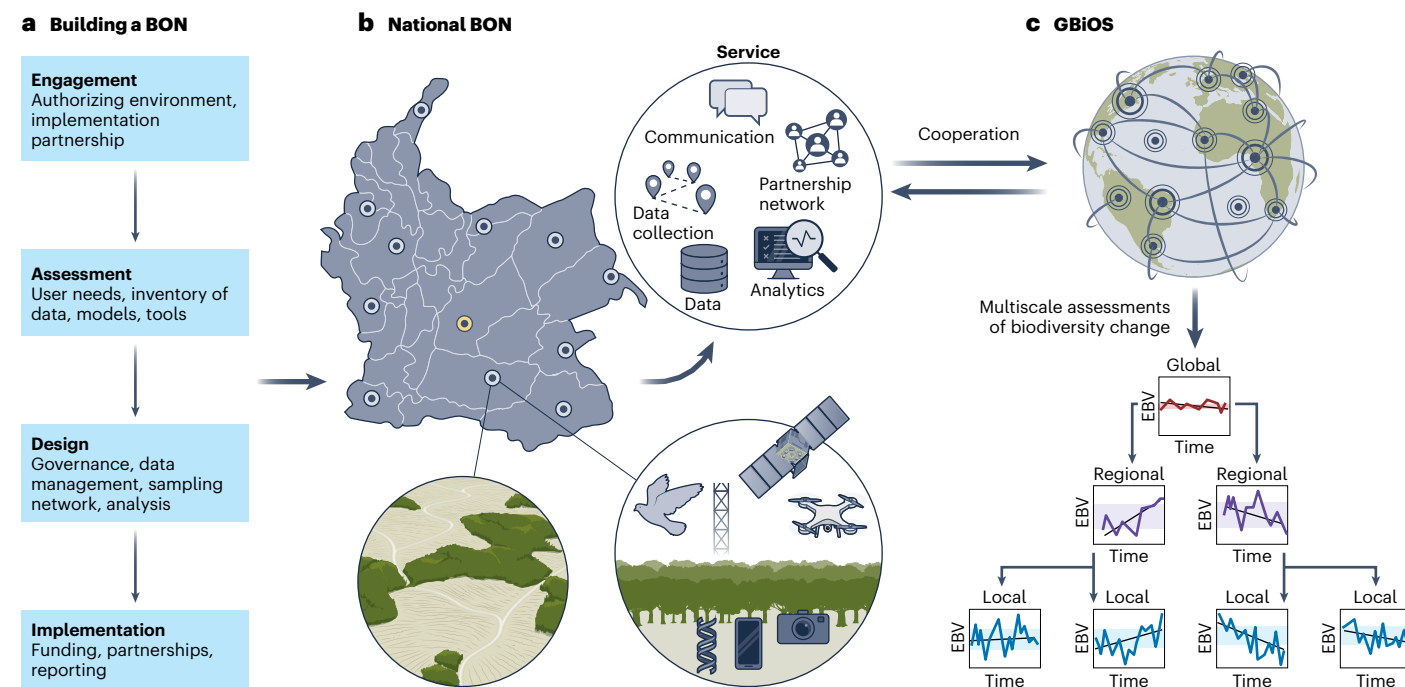 a Building a BON
Engagement
Authorizing environment,
implementation
partnership
Assessment
User needs, inventory of
data, models, tools
Design
Governance, data
management, sampling
network, analysis
Implementation
Funding, partnerships,
reporting
b National BON
Service
Communication
Partnership
network
Data
collection
Data
Analytics
Cooperation
c GBiOS
Multiscale assessments
of biodiversity change
Global
EBV
Time
Regional
EBV
Time
Regional
EBV
Time
Local
EBV
Time
Local
EBV
Time
Local
EBV
Time
Local
EBV
Time